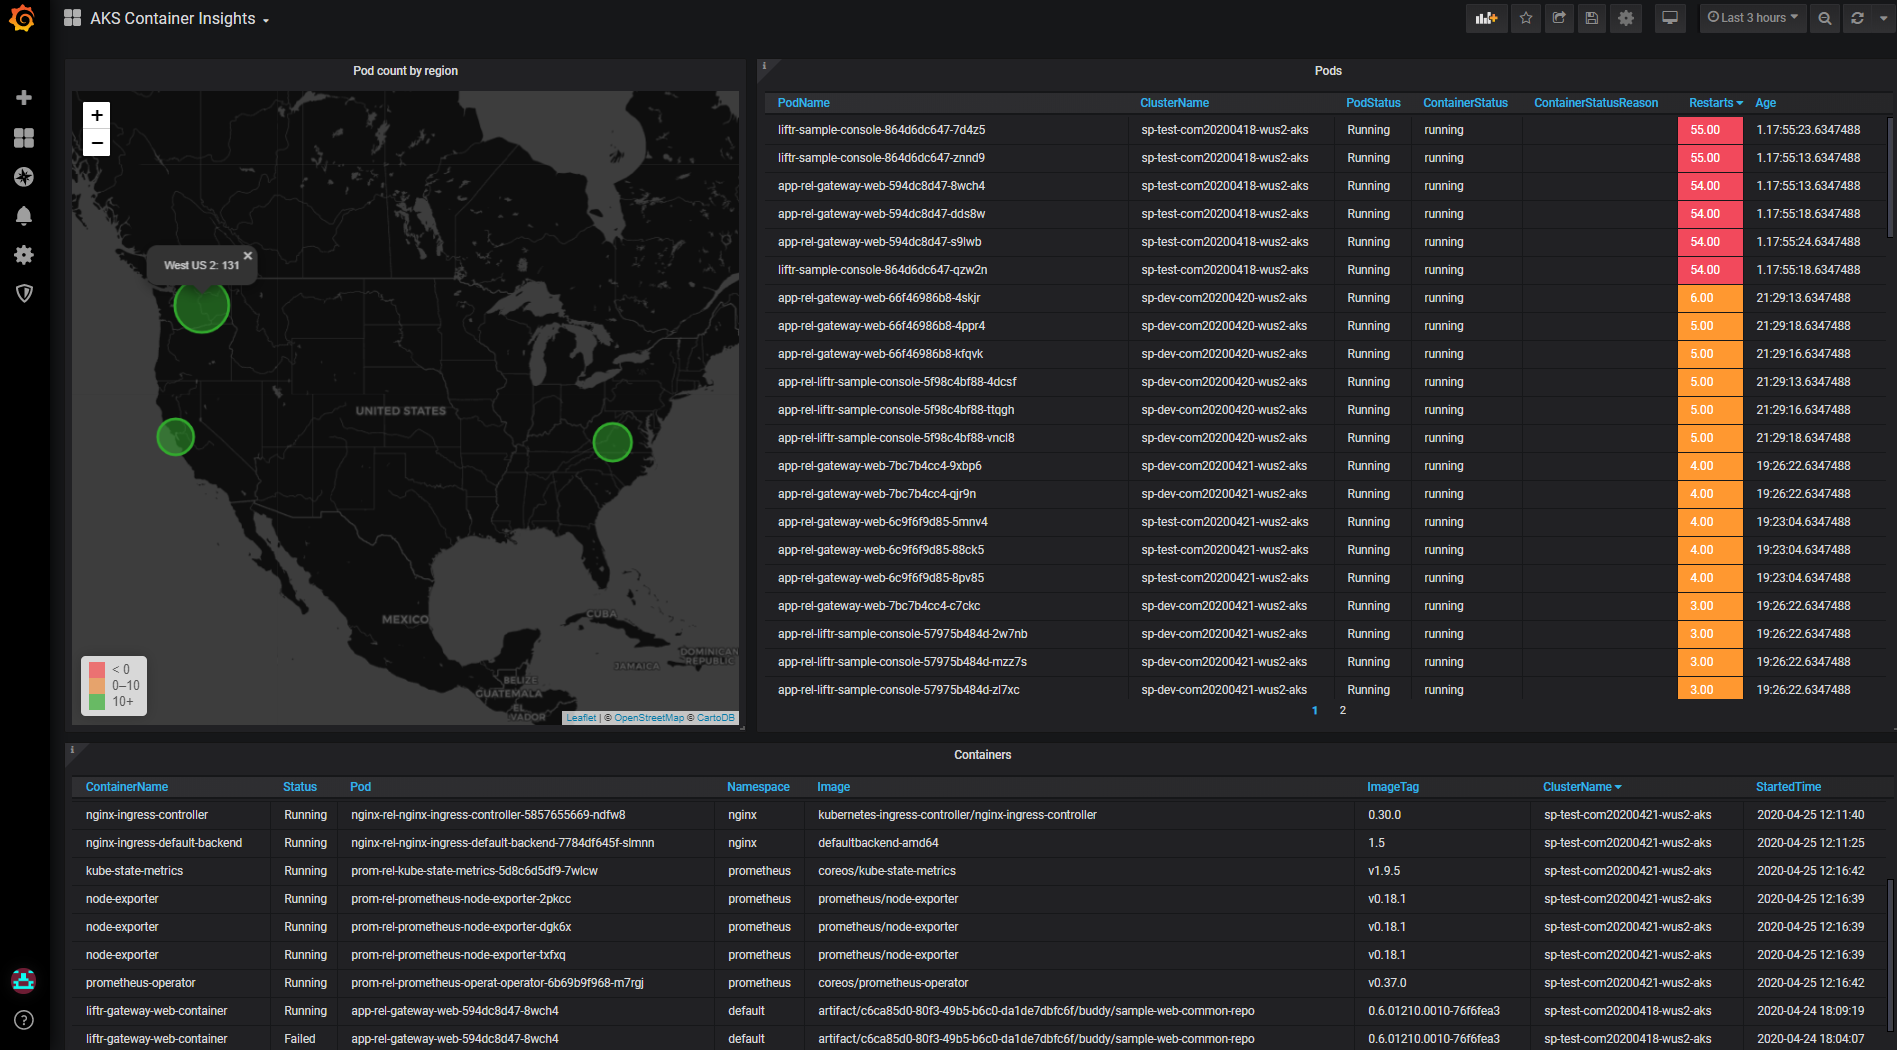 AKS Container Insights
Last 3 hours
Pod count by region
+
−
West US 2: 131 ×
UNITED STATES
MEXICO
CUBA
DOMINICAN
REPUBLIC
JAMAICA
BELIZE
GUATEMALA
EL
VADOR
< 0
0–10
10+
Leaflet | © OpenStreetMap © CartoDB
i
Pods
PodName ClusterName PodStatus ContainerStatus ContainerStatusReason Restarts Age
liftr-sample-console-864d6dc647-7d4z5 sp-test-com20200418-wus2-aks Running running 55.00 1.17:55:23.6347488
liftr-sample-console-864d6dc647-znnd9 sp-test-com20200418-wus2-aks Running running 55.00 1.17:55:13.6347488
app-rel-gateway-web-594dc8d47-8wch4 sp-test-com20200418-wus2-aks Running running 54.00 1.17:55:13.6347488
app-rel-gateway-web-594dc8d47-dds8w sp-test-com20200418-wus2-aks Running running 54.00 1.17:55:18.6347488
app-rel-gateway-web-594dc8d47-s9lwb sp-test-com20200418-wus2-aks Running running 54.00 1.17:55:24.6347488
liftr-sample-console-864d6dc647-qzw2n sp-test-com20200418-wus2-aks Running running 54.00 1.17:55:18.6347488
app-rel-gateway-web-66f46986b8-4skjr sp-dev-com20200420-wus2-aks Running running 6.00 21:29:13.6347488
app-rel-gateway-web-66f46986b8-4ppr4 sp-dev-com20200420-wus2-aks Running running 5.00 21:29:18.6347488
app-rel-gateway-web-66f46986b8-kfqvk sp-dev-com20200420-wus2-aks Running running 5.00 21:29:16.6347488
app-rel-liftr-sample-console-5f98c4bf88-4dcsf sp-dev-com20200420-wus2-aks Running running 5.00 21:29:13.6347488
app-rel-liftr-sample-console-5f98c4bf88-ttqgh sp-dev-com20200420-wus2-aks Running running 5.00 21:29:16.6347488
app-rel-liftr-sample-console-5f98c4bf88-vncl8 sp-dev-com20200420-wus2-aks Running running 5.00 21:29:18.6347488
app-rel-gateway-web-7bc7b4cc4-9xbp6 sp-dev-com20200421-wus2-aks Running running 4.00 19:26:22.6347488
app-rel-gateway-web-7bc7b4cc4-qjr9n sp-dev-com20200421-wus2-aks Running running 4.00 19:26:22.6347488
app-rel-gateway-web-6c9f6f9d85-5mnv4 sp-test-com20200421-wus2-aks Running running 4.00 19:23:04.6347488
app-rel-gateway-web-6c9f6f9d85-88ck5 sp-test-com20200421-wus2-aks Running running 4.00 19:23:04.6347488
app-rel-gateway-web-6c9f6f9d85-8pv85 sp-test-com20200421-wus2-aks Running running 4.00 19:23:04.6347488
app-rel-gateway-web-7bc7b4cc4-c7ckc sp-dev-com20200421-wus2-aks Running running 3.00 19:26:22.6347488
app-rel-liftr-sample-console-57975b484d-2w7nb sp-dev-com20200421-wus2-aks Running running 3.00 19:26:22.6347488
app-rel-liftr-sample-console-57975b484d-mzz7s sp-dev-com20200421-wus2-aks Running running 3.00 19:26:22.6347488
app-rel-liftr-sample-console-57975b484d-zl7xc sp-dev-com20200421-wus2-aks Running running 3.00 19:26:22.6347488
1 2
i
Containers
ContainerName Status Pod Namespace Image ImageTag ClusterName StartedTime
nginx-ingress-controller Running nginx-rel-nginx-ingress-controller-5857655669-ndfw8 nginx kubernetes-ingress-controller/nginx-ingress-controller 0.30.0 sp-test-com20200421-wus2-aks 2020-04-25 12:11:40
nginx-ingress-default-backend Running nginx-rel-nginx-ingress-default-backend-7784df645f-slmnn nginx defaultbackend-amd64 1.5 sp-test-com20200421-wus2-aks 2020-04-25 12:11:25
kube-state-metrics Running prom-rel-kube-state-metrics-5d8c6d5df9-7wlcw prometheus coreos/kube-state-metrics v1.9.5 sp-test-com20200421-wus2-aks 2020-04-25 12:16:42
node-exporter Running prom-rel-prometheus-node-exporter-2pkcc prometheus prometheus/node-exporter v0.18.1 sp-test-com20200421-wus2-aks 2020-04-25 12:16:39
node-exporter Running prom-rel-prometheus-node-exporter-dgk6x prometheus prometheus/node-exporter v0.18.1 sp-test-com20200421-wus2-aks 2020-04-25 12:16:39
node-exporter Running prom-rel-prometheus-node-exporter-txfxq prometheus prometheus/node-exporter v0.18.1 sp-test-com20200421-wus2-aks 2020-04-25 12:16:39
prometheus-operator Running prom-rel-prometheus-operat-operator-6b69b9f968-m7rgj prometheus coreos/prometheus-operator v0.37.0 sp-test-com20200421-wus2-aks 2020-04-25 12:16:42
liftr-gateway-web-container Running app-rel-gateway-web-594dc8d47-8wch4 default artifact/c6ca85d0-80f3-49b5-b6c0-da1de7dbfc6f/buddy/sample-web-common-repo 0.6.01210.0010-76f6fea3 sp-test-com20200418-wus2-aks 2020-04-24 18:09:19
liftr-gateway-web-container Failed app-rel-gateway-web-594dc8d47-8wch4 default artifact/c6ca85d0-80f3-49b5-b6c0-da1de7dbfc6f/buddy/sample-web-common-repo 0.6.01210.0010-76f6fea3 sp-test-com20200418-wus2-aks 2020-04-24 18:04:07
?